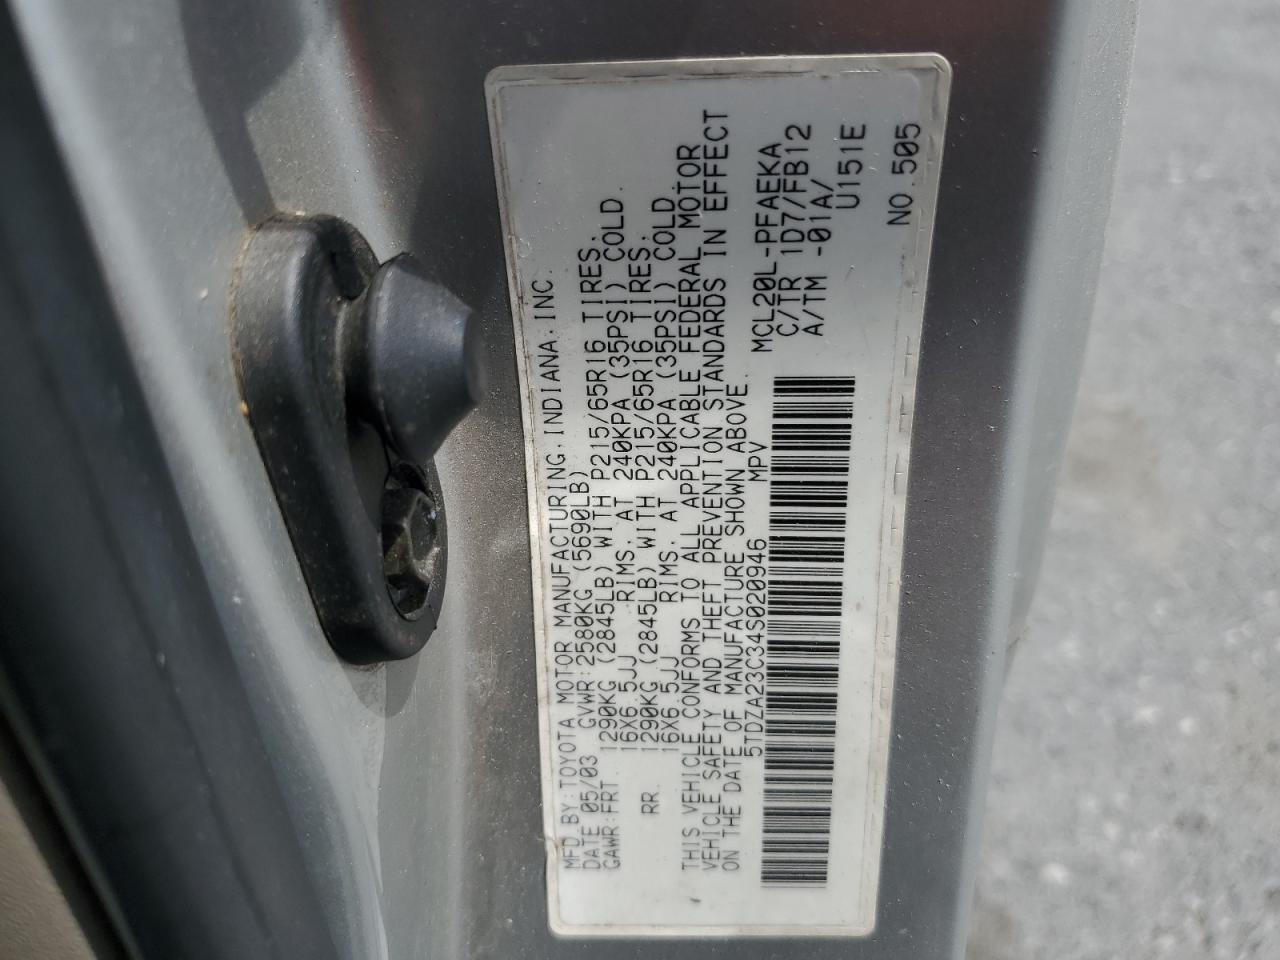 MFD.BY:TOYOTA MOTOR MANUFACTURING,INDIANA,INC.
DATE 05/03 GVWR:2580KG (5690LB)
GAWR:FRT. 1290KG (2845LB) WITH P215/65R16 TIRES.
16X6.5JJ RIMS. AT 240KPA (35PSI) COLD.
RR. 1290KG (2845LB) WITH P215/65R16 TIRES.
16X6.5JJ RIMS. AT 240KPA (35PSI) COLD.
THIS VEHICLE CONFORMS TO ALL APPLICABLE FEDERAL MOTOR
VEHICLE SAFETY AND THEFT PREVENTION STANDARDS IN EFFECT
ON THE DATE OF MANUFACTURE SHOWN ABOVE.
5TDZA23C34S020946 MPV
MCL20L-PFAEKA
C/TR 1D7/FB12
A/TM -01A/
U151E
NO.505